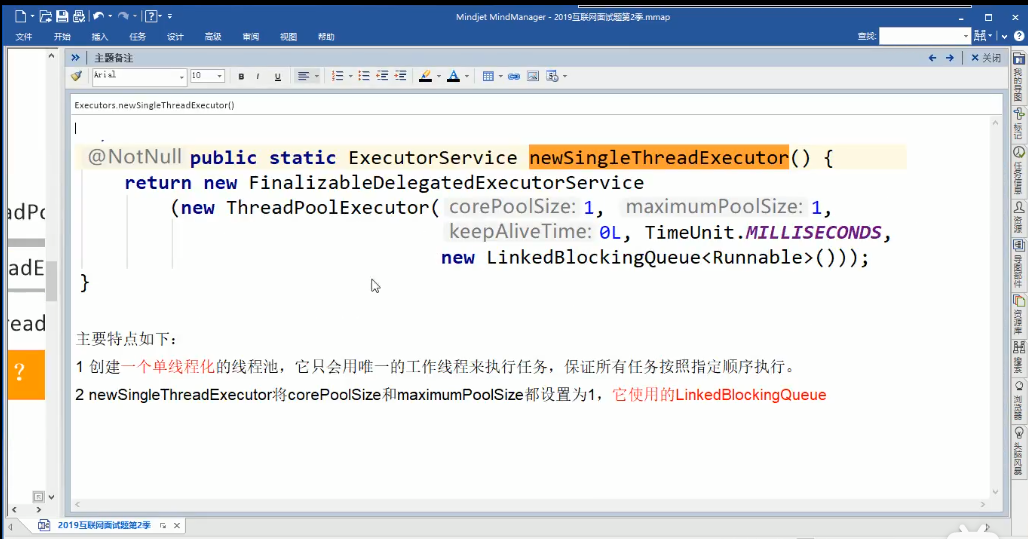 Mindjet MindManager - 2019互联网面试题第2季.mmap
文件 开始 插入 任务 设计 高级 审阅 视图 帮助
查找:
主题备注
关闭
Arial 10 B I U
Executors.newSingleThreadExecutor()
@NotNull public static ExecutorService newSingleThreadExecutor() {
return new FinalizableDelegatedExecutorService
(new ThreadPoolExecutor( corePoolSize: 1, maximumPoolSize: 1,
keepAliveTime: 0L, TimeUnit.MILLISECONDS,
new LinkedBlockingQueue<Runnable>()));
}
主要特点如下:
1 创建一个单线程化的线程池，它只会用唯一的工作线程来执行任务，保证所有任务按照指定顺序执行。
2 newSingleThreadExecutor将corePoolSize和maximumPoolSize都设置为1，它使用的LinkedBlockingQueue
adPo
adE
read
?
我的导图
标记
任务信息
资源
导图部件
资源库
搜索
浏览器
头脑风暴
2019互联网面试题第2季